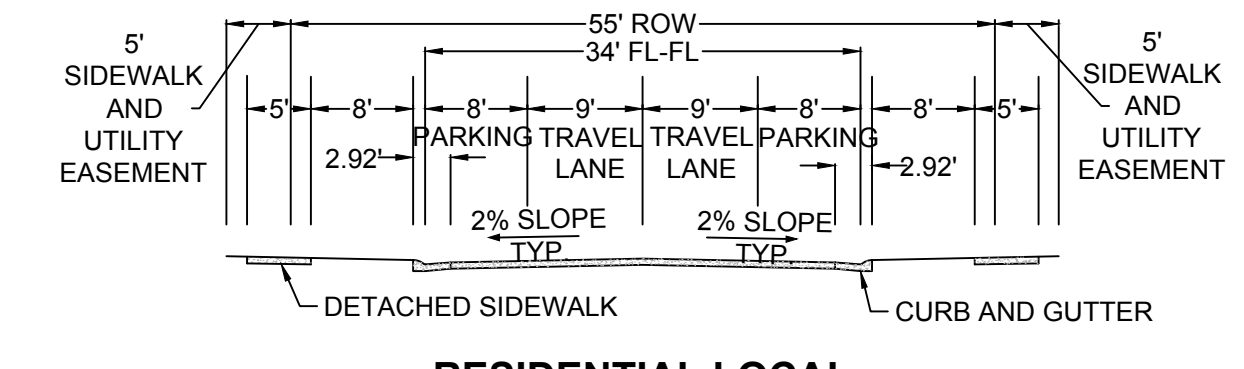 55' ROW
34' FL-FL
5'
SIDEWALK
AND
UTILITY
EASEMENT
5'
SIDEWALK
AND
UTILITY
EASEMENT
5' 8' 8' 9' 9' 8' 8' 5'
PARKING TRAVEL LANE TRAVEL LANE PARKING
2.92' 2.92'
2% SLOPE
TYP.
2% SLOPE
TYP.
DETACHED SIDEWALK
CURB AND GUTTER
RESIDENTIAL LOCAL